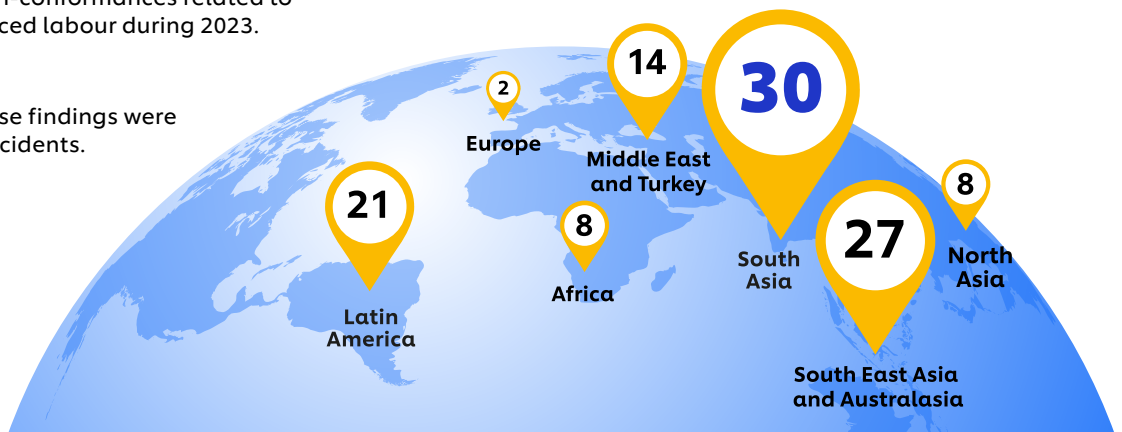 ced labour during 2023.
se findings were
cidents.
14
30
2
Europe
Middle East
and Turkey
21
8
8
27
South
Asia
North
Asia
Africa
Latin
America
South East Asia
and Australasia